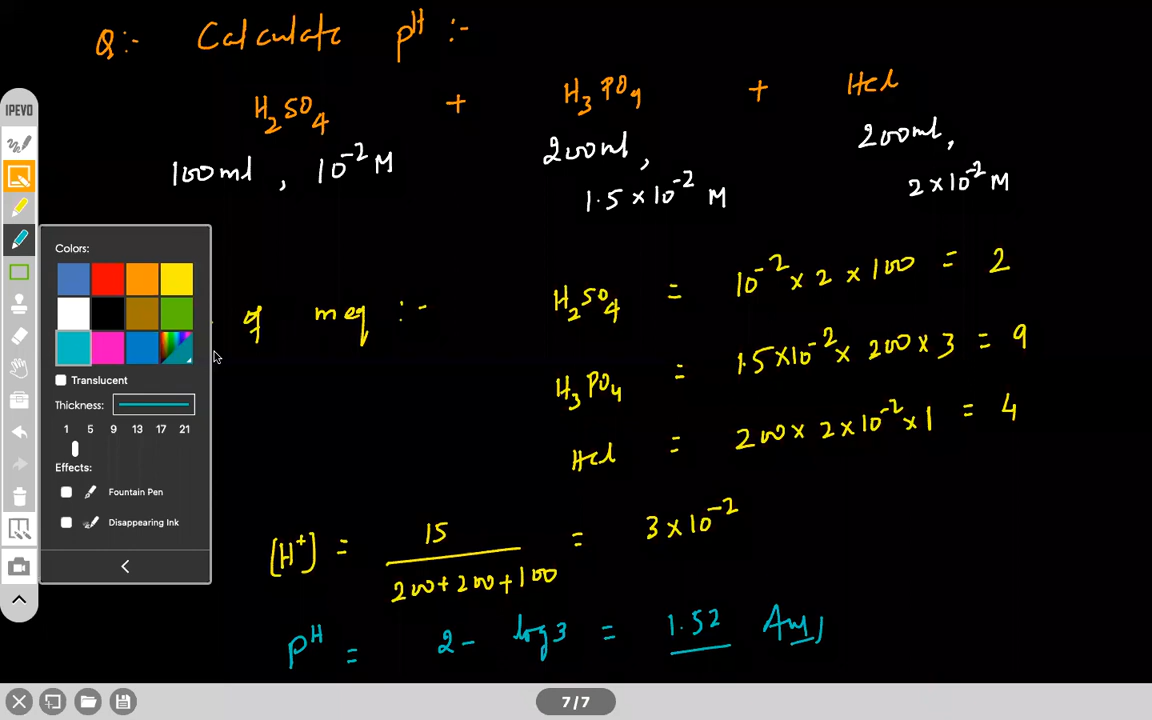 Q:- Calculate pH :-
H2SO4 + H3PO4 + HCl
100ml, 10^-2 M
200ml,
1.5 × 10^-2 M
200ml,
2 × 10^-2 M
IPEVO
Colors:
Translucent
Thickness:
1 5 9 13 17 21
Effects:
Fountain Pen
Disappearing Ink
of meq :-
H2SO4 = 10^-2 × 2 × 100 = 2
H3PO4 = 1.5×10^-2 × 200 × 3 = 9
HCl = 200 × 2 × 10^-2 × 1 = 4
[H+] = 15 / 200+200+100 = 3 × 10^-2
pH = 2 - log3 = 1.52 Ans
7/7